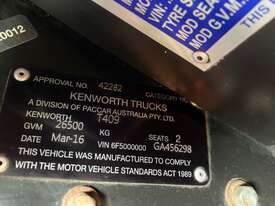 MOD SEAT
MOD G.V.M
TYRE S
VIN-
0012
APPROVAL NO. 42282 CATEGORY N
KENWORTH TRUCKS
A DIVISION OF PACCAR AUSTRALIA PTY. LTD.
KENWORTH T409
GVM 26500 KG SEATS 2
DATE Mar-16 VIN 6F5000000 GA456298
THIS VEHICLE WAS MANUFACTURED TO COMPLY
WITH THE MOTOR VEHICLE STANDARDS ACT 1989